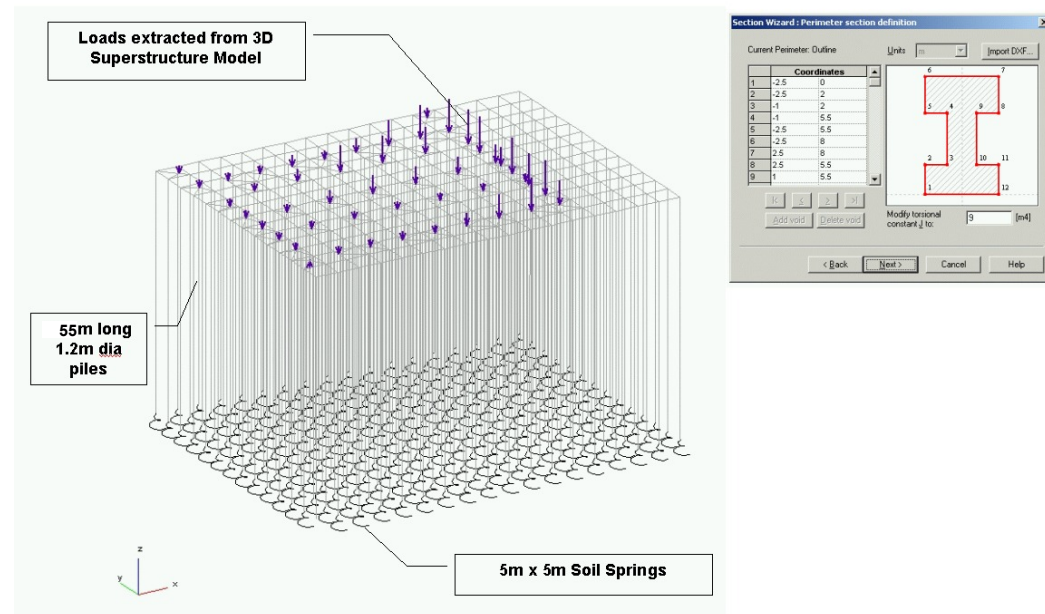 Loads extracted from 3D
Superstructure Model
55m long
1.2m dia
piles
5m x 5m Soil Springs
z
y
x
Section Wizard : Perimeter section definition
Current Perimeter: Outline
Units
m
Import DXF...
Coordinates
1 -2.5 0
2 -2.5 2
3 -1 2
4 -1 5.5
5 -2.5 5.5
6 -2.5 8
7 2.5 8
8 2.5 5.5
9 1 5.5
6 7
5 4 9 8
2 3 10 11
1 12
Add void
Delete void
Modify torsional
constant J to:
9
[m4]
< Back
Next >
Cancel
Help